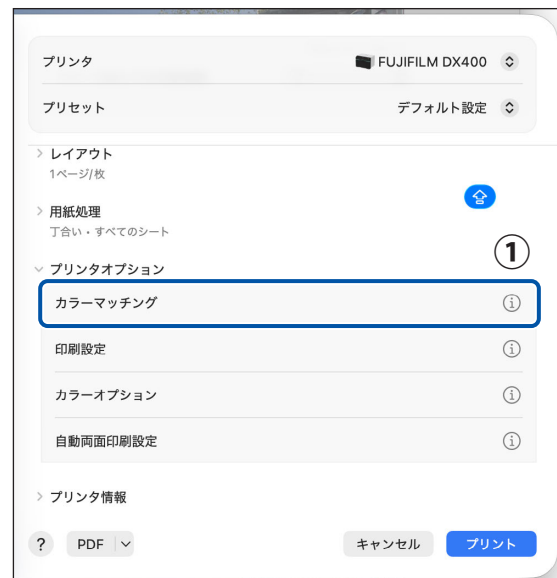 プリンタ FUJIFILM DX400
プリセット デフォルト設定
レイアウト
1ページ/枚
用紙処理
丁合い・すべてのシート
①
プリンタオプション
カラーマッチング
印刷設定
カラーオプション
自動両面印刷設定
プリンタ情報
? PDF キャンセル プリント